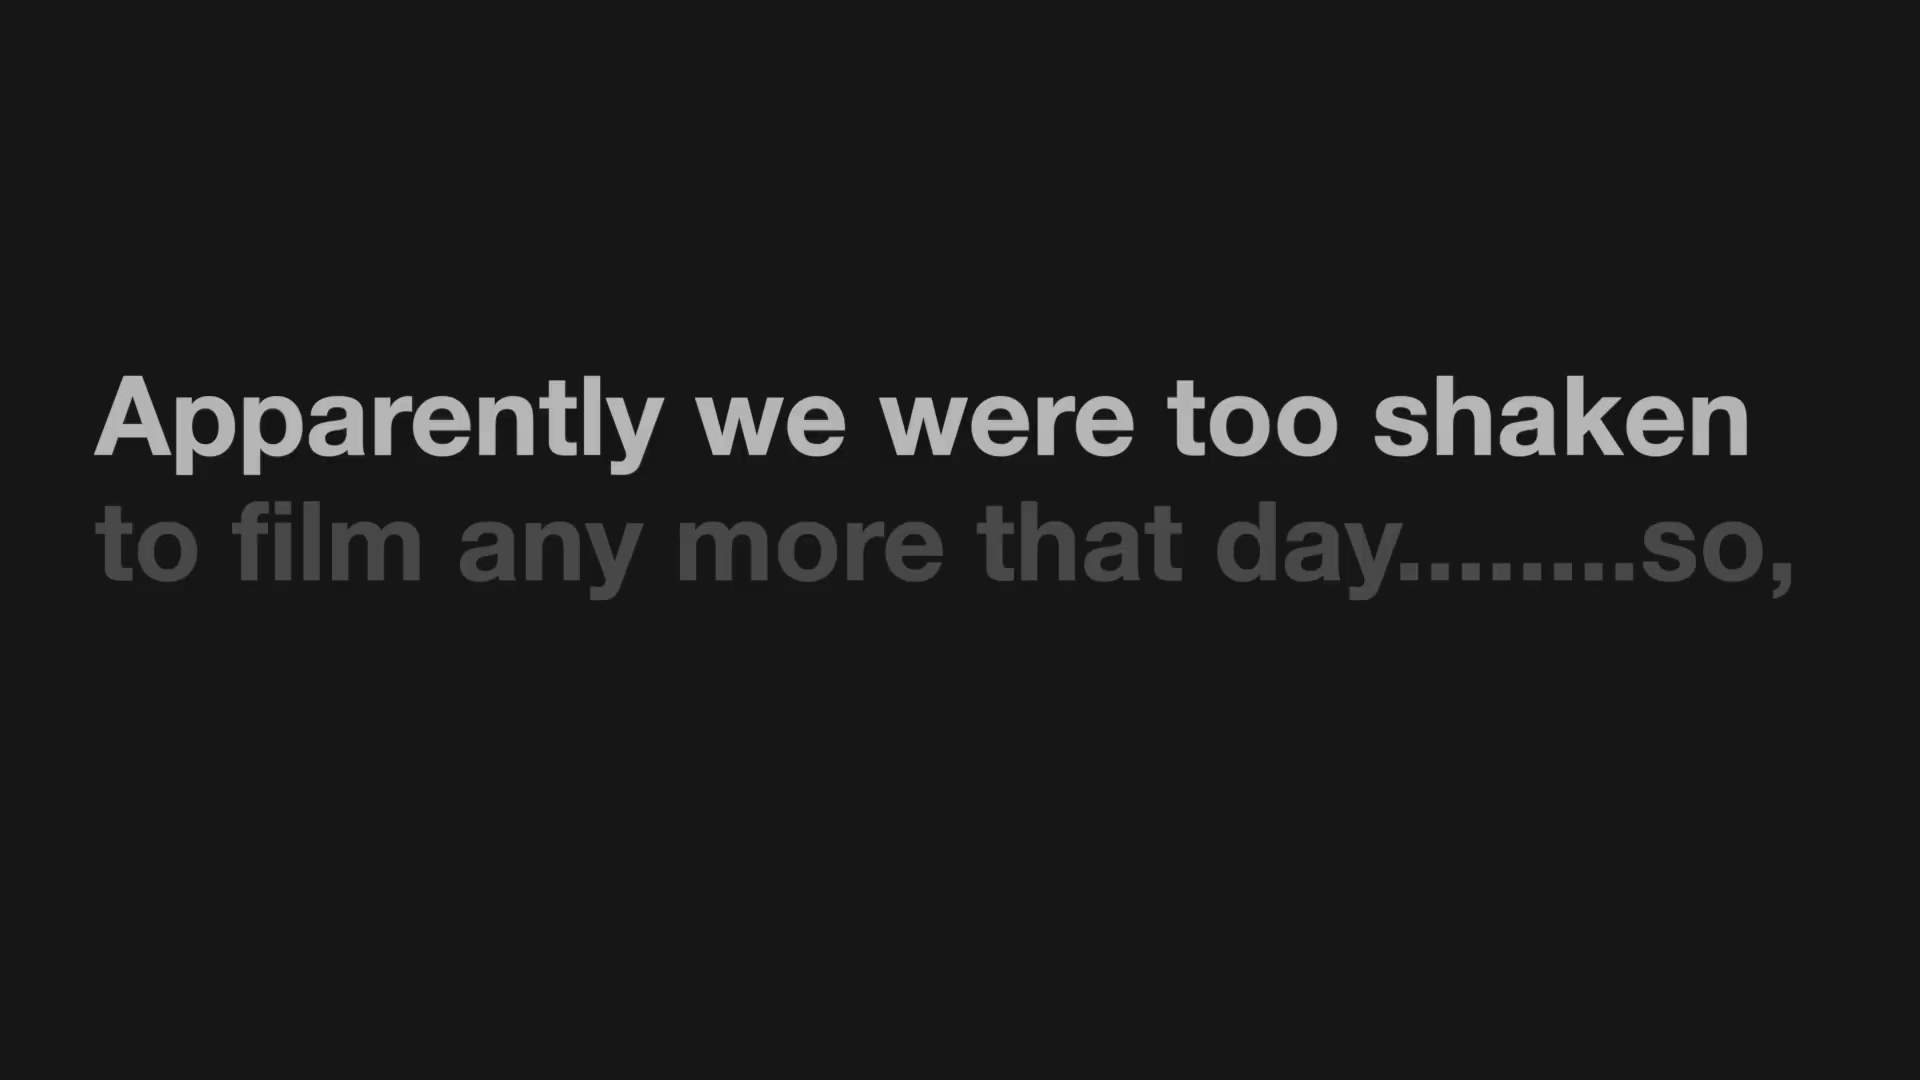 Apparently we were too shaken
to film any more that day........so,